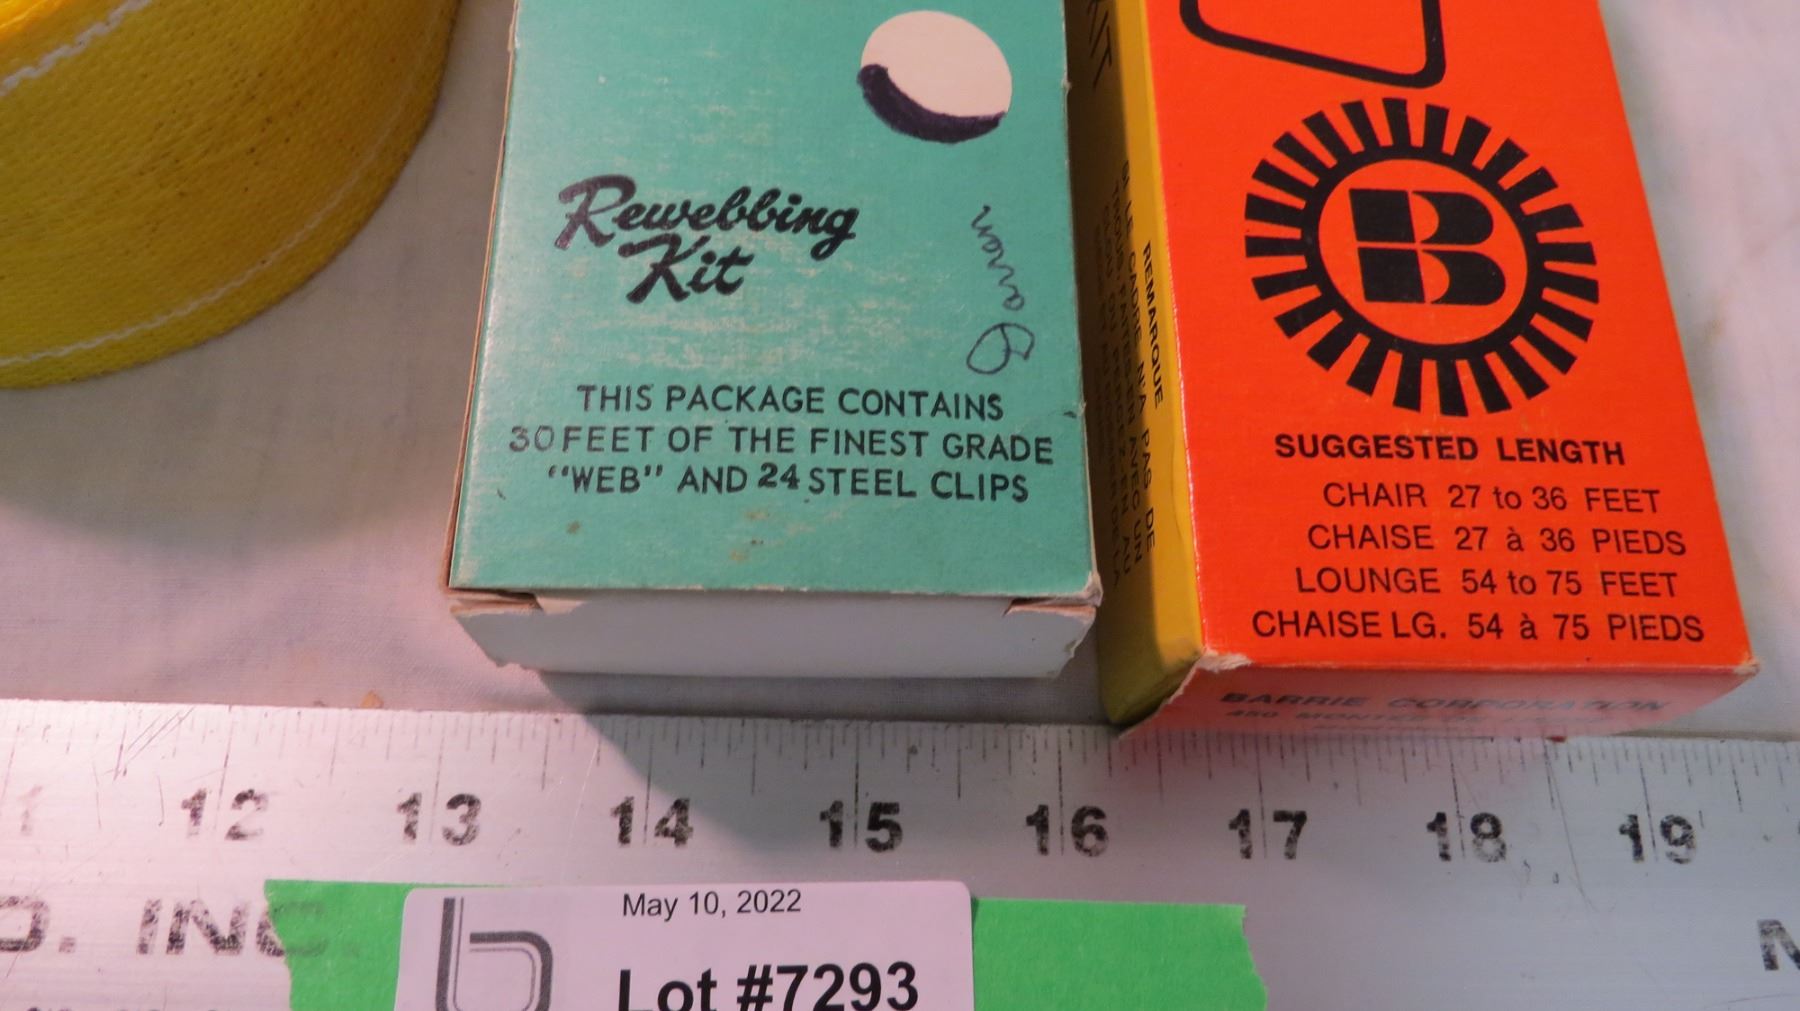 Rewebbing
Kit
THIS PACKAGE CONTAINS
30 FEET OF THE FINEST GRADE
"WEB" AND 24 STEEL CLIPS
REMARQUE
B
SUGGESTED LENGTH
CHAIR 27 to 36 FEET
CHAISE 27 à 36 PIEDS
LOUNGE 54 to 75 FEET
CHAISE LG. 54 à 75 PIEDS
BARRIE CORPORATION
12 13 14 15 16 17 18 19
INC.
May 10, 2022
b
Lot #7293